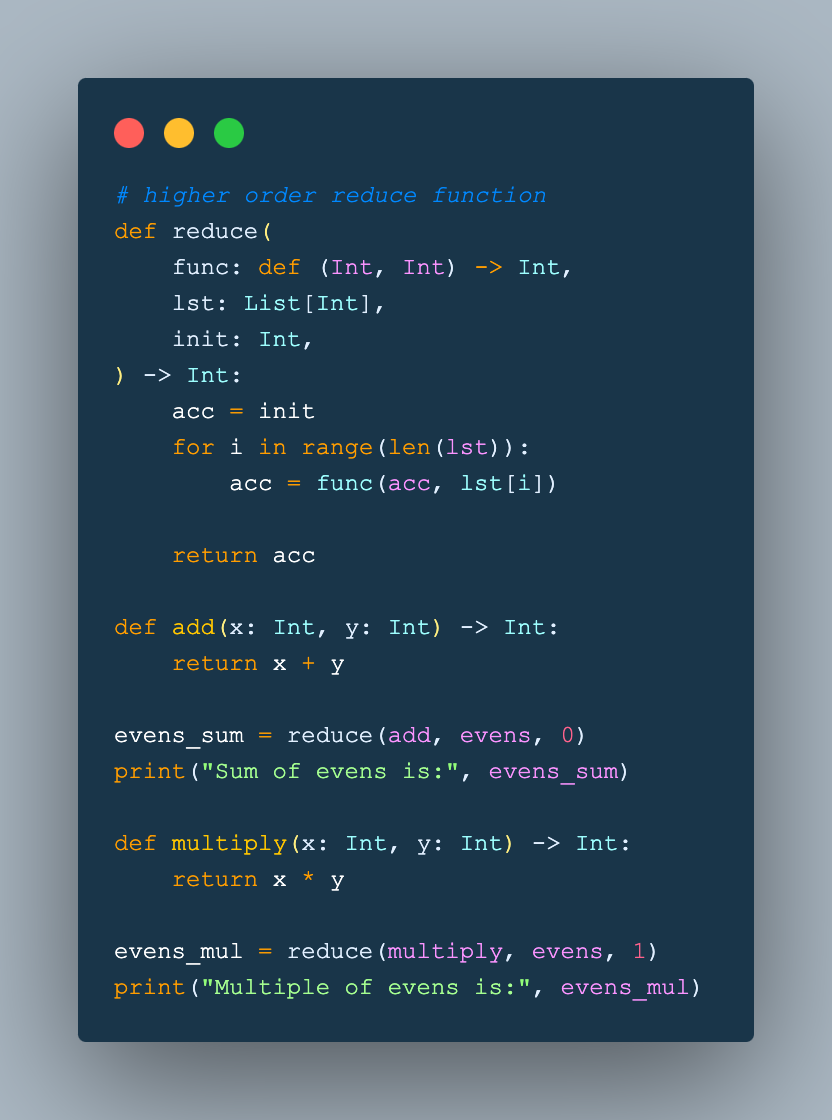 # higher order reduce function
def reduce(
    func: def (Int, Int) -> Int,
    lst: List[Int],
    init: Int,
) -> Int:
    acc = init
    for i in range(len(lst)):
        acc = func(acc, lst[i])

    return acc

def add(x: Int, y: Int) -> Int:
    return x + y

evens_sum = reduce(add, evens, 0)
print("Sum of evens is:", evens_sum)

def multiply(x: Int, y: Int) -> Int:
    return x * y

evens_mul = reduce(multiply, evens, 1)
print("Multiple of evens is:", evens_mul)